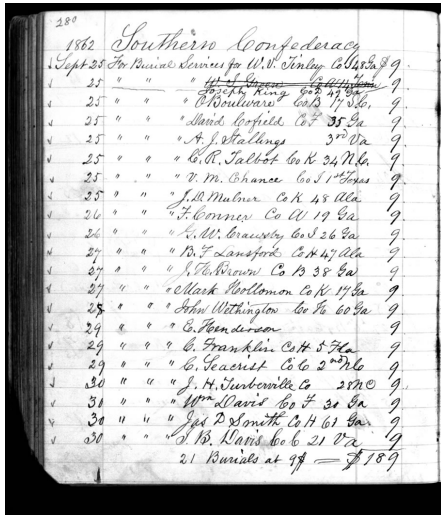 280
1862 Southern Confederacy
Sept 25 For Burial Services for W. V. Tinley Co I 48 Ga $ 9.
25 " " " W. T. Green Co A 14 Tenn
Joseph King Co E 49 Ga 9.
25 " " " O Boulware Co B 17 S.C. 9
25 " " " David Cofield Co F 35 Ga 9
25 " " " A. J. Stallings 3rd Va 9
25 " " " C. R. Talbot Co K 34 N.C. 9
25 " " " V. M. Chance Co I 1st Texas 9
25 " " " J. D. Mulner Co K 48 Ala 9
26 " " " F. Conner Co A 19 Ga 9
26 " " " G. W. Crawsby Co I 26 Ga 9
27 " " " B. F. Lansford Co H 47 Ala 9
27 " " " J. H. Brown Co B 38 Ga 9
27 " " " Mark Hollomon Co K 17 Ga 9
28 " " " John Wethington Co H 60 Ga 9
29 " " " E. Henderson 9
29 " " " C. Franklin Co H 5 Fla 9
29 " " " C. Seacrist Co C 2nd N.C 9
30 " " " J. H. Turberville Co 28 N C 9
30 " " " Wm Davis Co F 31 Ga 9
30 " " " Jas D Smith Co H 61 Ga. 9
30 " " " J. B. Davis Co C 21 Va 9
21 Burials at 9$ = $189